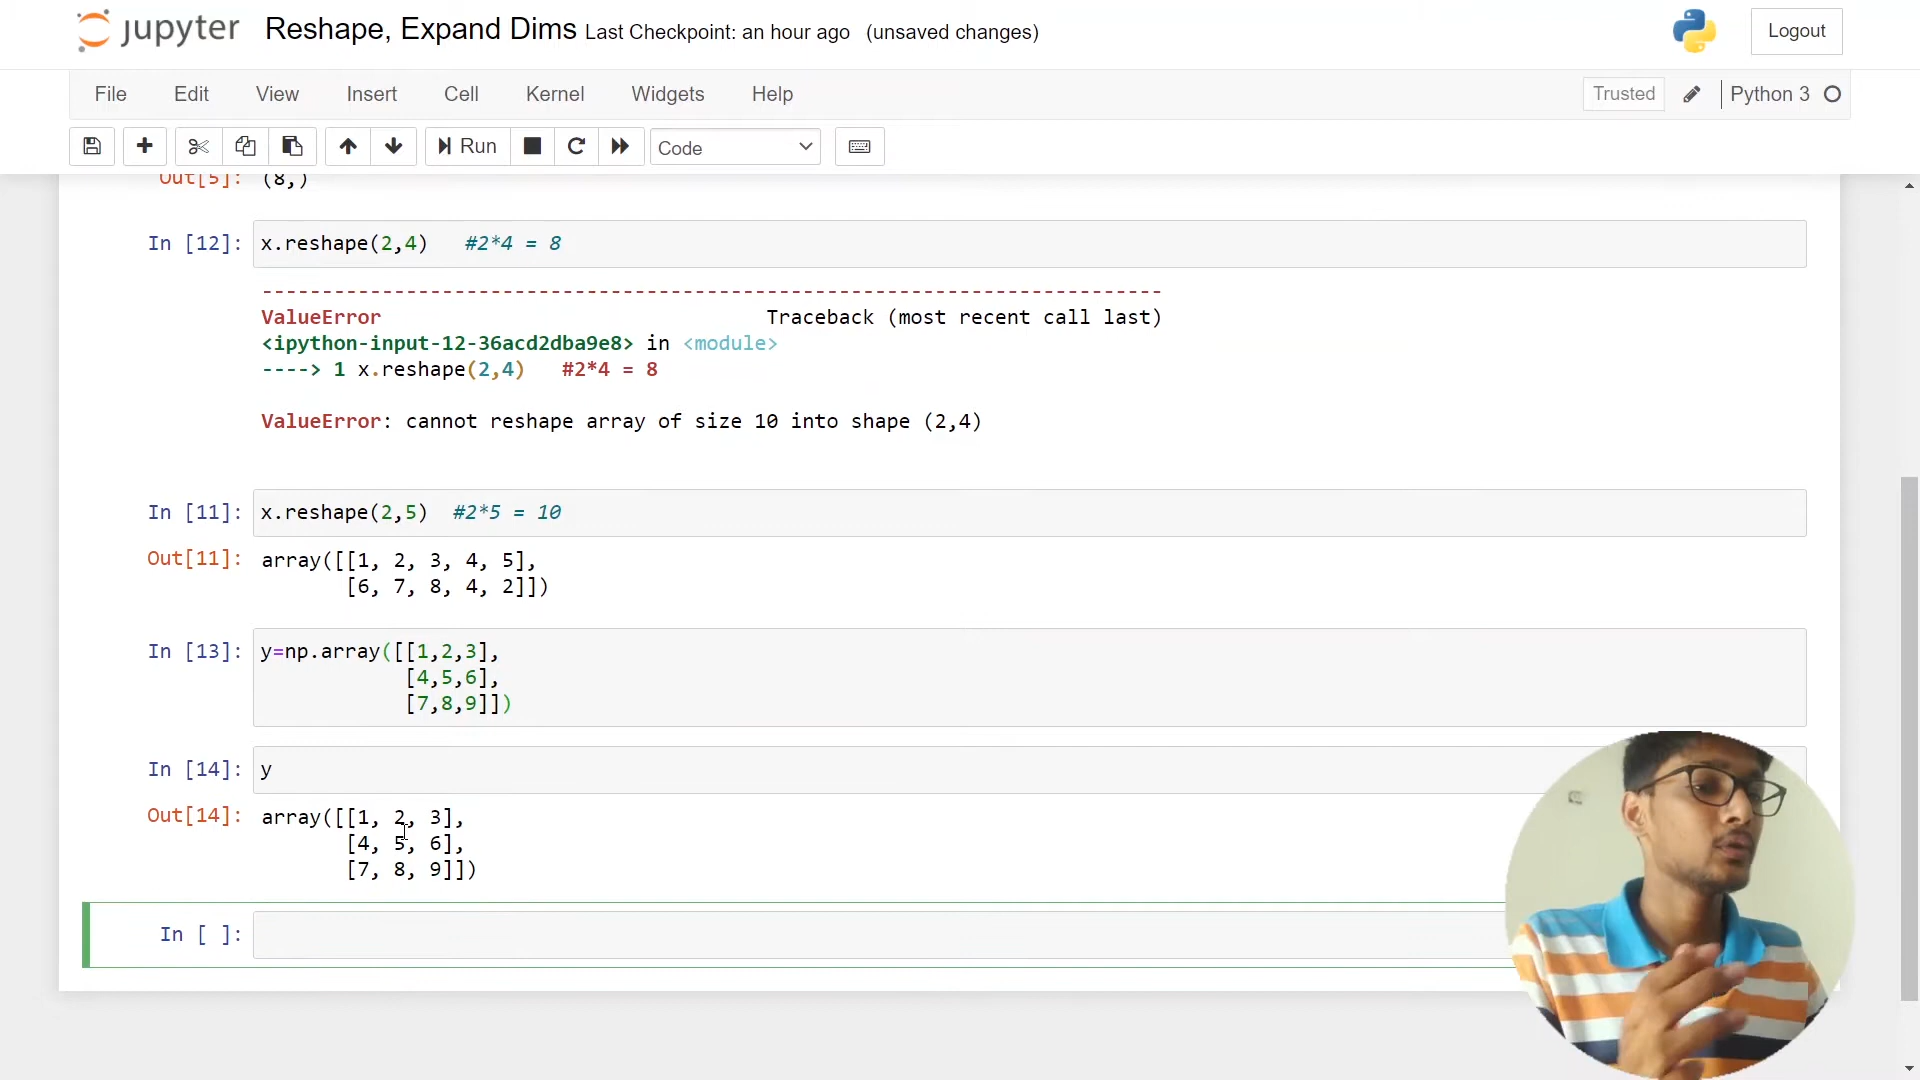 jupyter Reshape, Expand Dims Last Checkpoint: an hour ago (unsaved changes) Logout
File Edit View Insert Cell Kernel Widgets Help Trusted Python 3
Run Code
Out[5]: (8,)
In [12]: x.reshape(2,4) #2*4 = 8
---------------------------------------------------------------------------
ValueError Traceback (most recent call last)
<ipython-input-12-36acd2dba9e8> in <module>
----> 1 x.reshape(2,4) #2*4 = 8
ValueError: cannot reshape array of size 10 into shape (2,4)
In [11]: x.reshape(2,5) #2*5 = 10
Out[11]: array([[1, 2, 3, 4, 5],
[6, 7, 8, 4, 2]])
In [13]: y=np.array([[1,2,3],
[4,5,6],
[7,8,9]])
In [14]: y
Out[14]: array([[1, 2, 3],
[4, 5, 6],
[7, 8, 9]])
In [ ]: